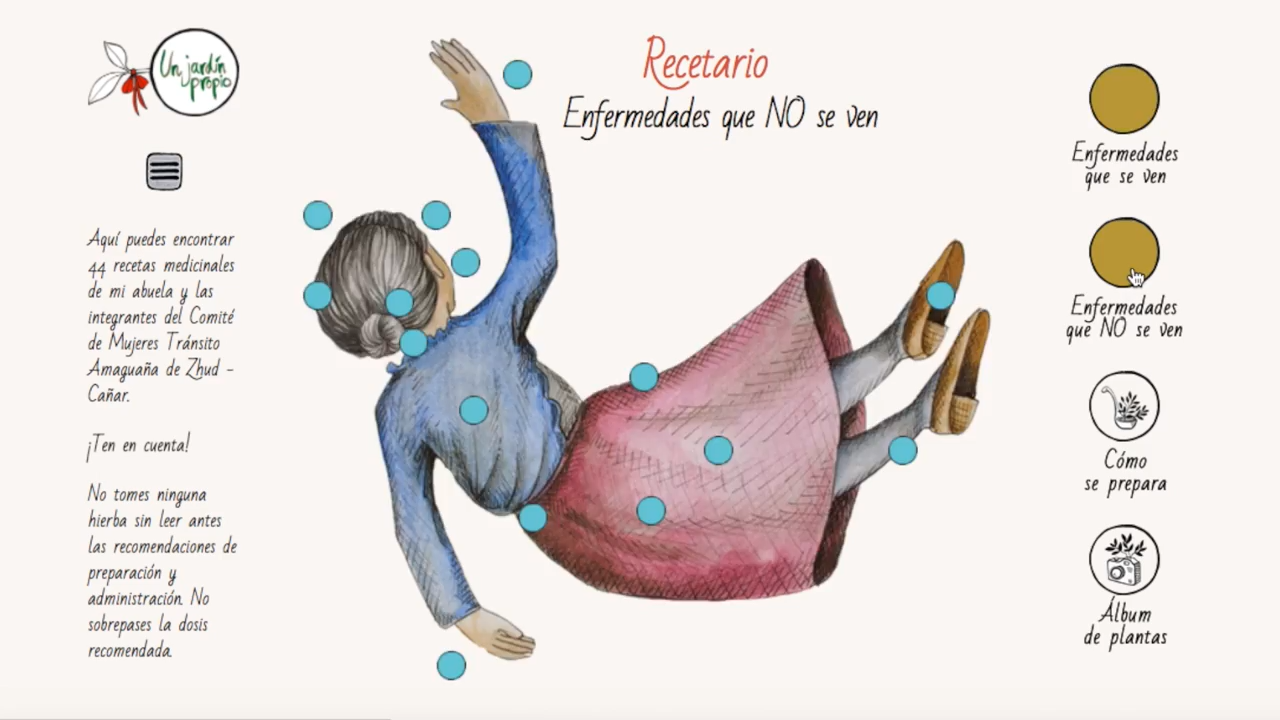 Un jardín
propio
Recetario
Enfermedades que NO se ven
Aquí puedes encontrar
44 recetas medicinales
de mi abuela y las
integrantes del Comité
de Mujeres Tránsito
Amaguaña de Zhud -
Cañar.
¡Ten en cuenta!
No tomes ninguna
hierba sin leer antes
las recomendaciones de
preparación y
administración. No
sobrepases la dosis
recomendada.
Enfermedades
que se ven
Enfermedades
que NO se ven
Cómo
se prepara
Álbum
de plantas